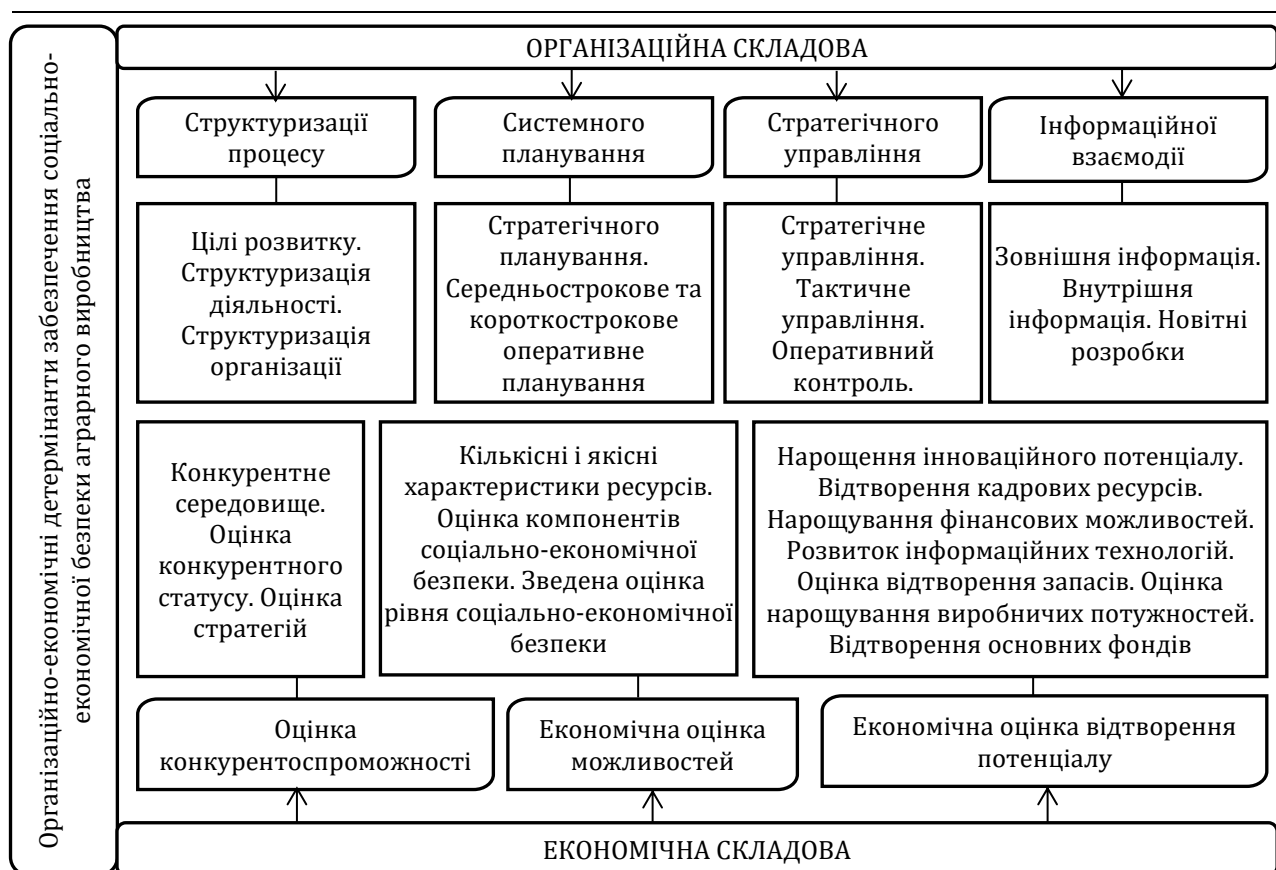 Організаційно-економічні детермінанти забезпечення соціально-
економічної безпеки аграрного виробництва
ОРГАНІЗАЦІЙНА СКЛАДОВА
Структуризації
процесу
Системного
планування
Стратегічного
управління
Інформаційної
взаємодії
Цілі розвитку.
Структуризація
діяльності.
Структуризація
організації
Стратегічного
планування.
Середньострокове та
короткострокове
оперативне
планування
Стратегічне
управління.
Тактичне
управління.
Оперативний
контроль.
Зовнішня інформація.
Внутрішня
інформація. Новітні
розробки
Конкурентне
середовище.
Оцінка
конкурентного
статусу. Оцінка
стратегій
Кількісні і якісні
характеристики ресурсів.
Оцінка компонентів
соціально-економічної
безпеки. Зведена оцінка
рівня соціально-економічної
безпеки
Нарощення інноваційного потенціалу.
Відтворення кадрових ресурсів.
Нарощування фінансових можливостей.
Розвиток інформаційних технологій.
Оцінка відтворення запасів. Оцінка
нарощування виробничих потужностей.
Відтворення основних фондів
Оцінка
конкурентоспроможності
Економічна оцінка
можливостей
Економічна оцінка відтворення
потенціалу
ЕКОНОМІЧНА СКЛАДОВА